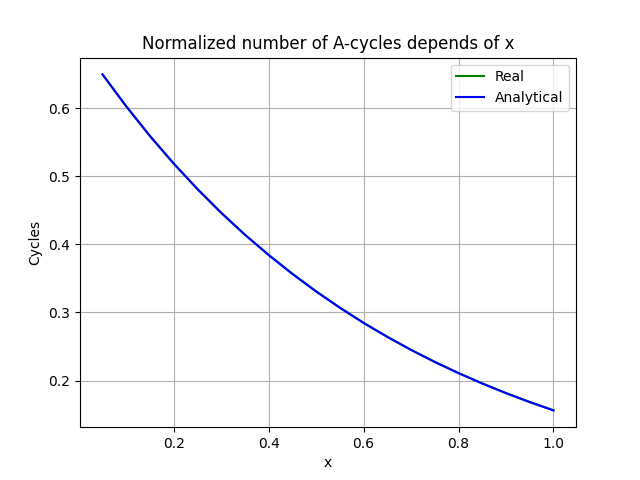 Normalized number of A-cycles depends of x
Real
Analytical
0.6
0.5
0.4
0.3
0.2
Cycles
0.2 0.4 0.6 0.8 1.0
x